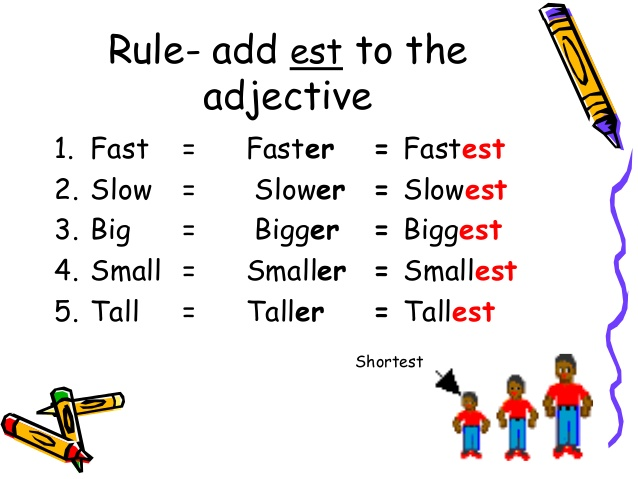 Rule- add est to the
adjective
1. Fast = Faster = Fastest
2. Slow = Slower = Slowest
3. Big = Bigger = Biggest
4. Small = Smaller = Smallest
5. Tall = Taller = Tallest
Shortest